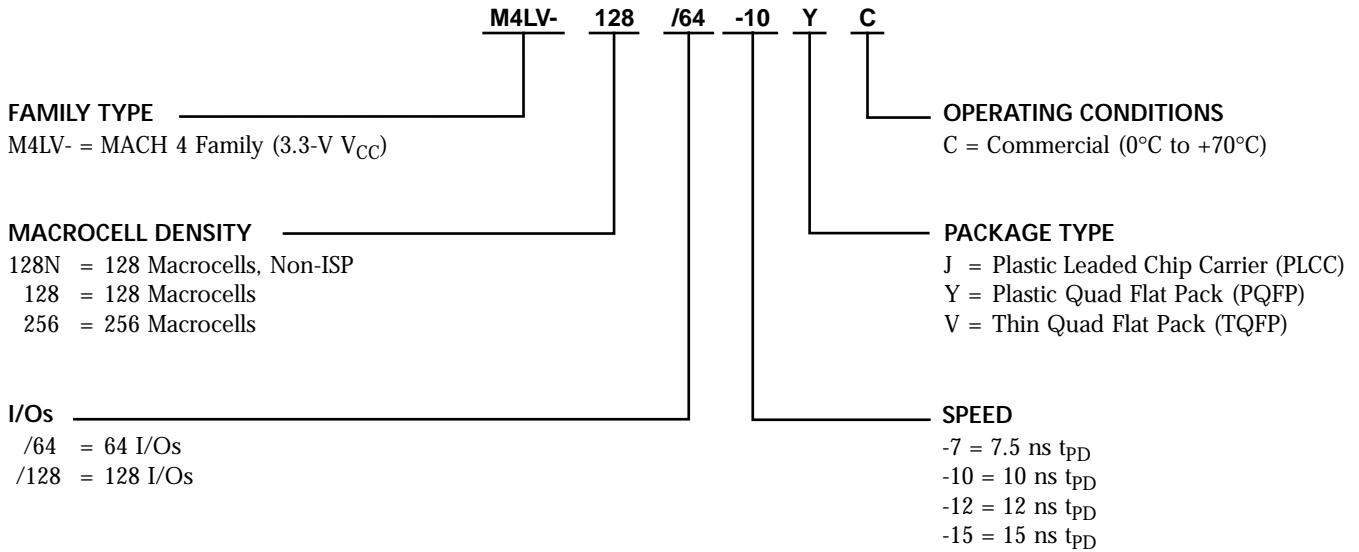 M4LV- 128 /64 -10 Y C
FAMILY TYPE
M4LV- = MACH 4 Family (3.3-V VCC)
OPERATING CONDITIONS
C = Commercial (0°C to +70°C)
MACROCELL DENSITY
128N = 128 Macrocells, Non-ISP
128 = 128 Macrocells
256 = 256 Macrocells
PACKAGE TYPE
J = Plastic Leaded Chip Carrier (PLCC)
Y = Plastic Quad Flat Pack (PQFP)
V = Thin Quad Flat Pack (TQFP)
I/Os
/64 = 64 I/Os
/128 = 128 I/Os
SPEED
-7 = 7.5 ns tPD
-10 = 10 ns tPD
-12 = 12 ns tPD
-15 = 15 ns tPD